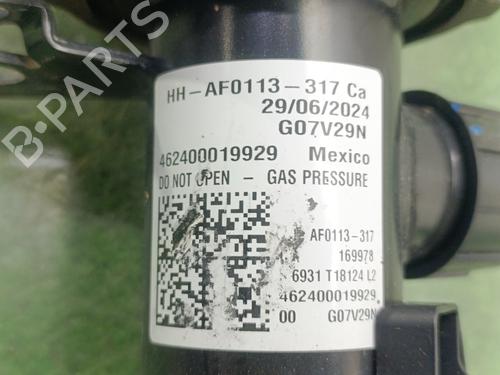 HH-AF0113-317 Ca
29/06/2024
G07V29N
462400019929 Mexico
DO NOT OPEN - GAS PRESSURE
AF0113-317
169978
6931 T18124 L2
462400019929
00 G07V29N
B-PARTS